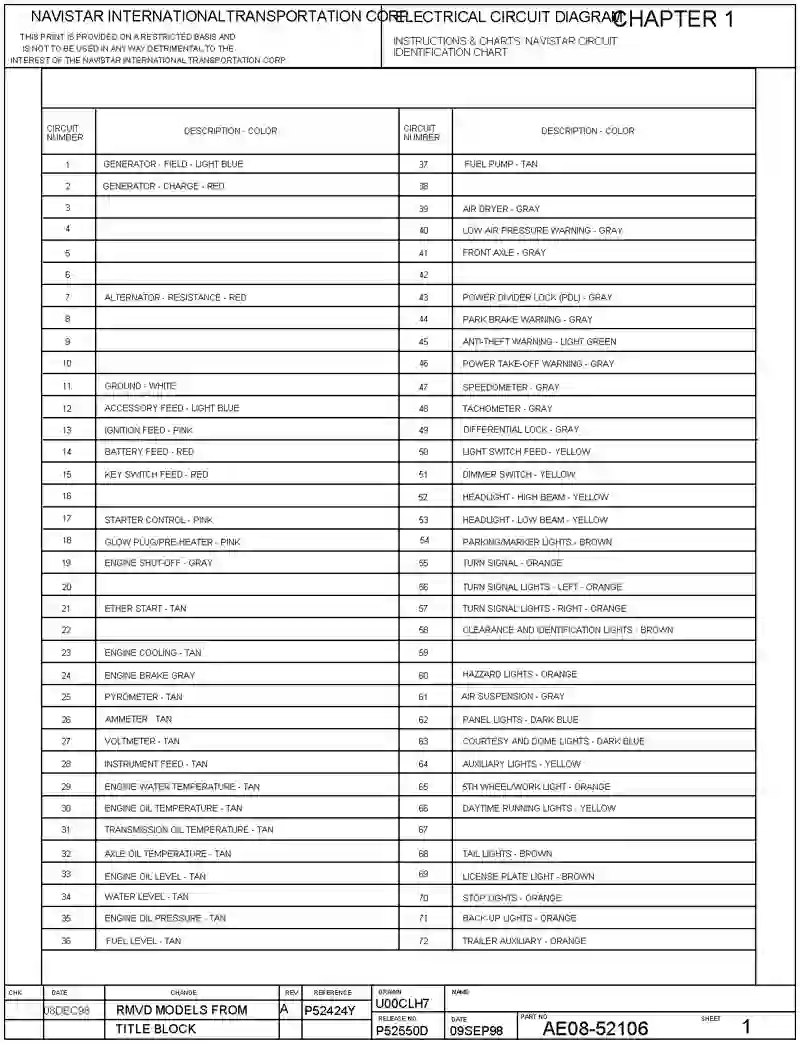 NAVISTAR INTERNATIONAL TRANSPORTATION CORP.
THIS PRINT IS PROVIDED ON A RESTRICTED BASIS AND
IS NOT TO BE USED IN ANY WAY DETRIMENTAL TO THE
INTEREST OF THE NAVISTAR INTERNATIONAL TRANSPORTATION CORP
ELECTRICAL CIRCUIT DIAGRAM
CHAPTER 1
INSTRUCTIONS & CHARTS NAVISTAR CIRCUIT
IDENTIFICATION CHART
CIRCUIT NUMBER DESCRIPTION - COLOR CIRCUIT NUMBER DESCRIPTION - COLOR
1 GENERATOR - FIELD - LIGHT BLUE 37 FUEL PUMP - TAN
2 GENERATOR - CHARGE - RED 38
3 39 AIR DRYER - GRAY
4 40 LOW AIR PRESSURE WARNING - GRAY
5 41 FRONT AXLE - GRAY
6 42
7 ALTERNATOR - RESISTANCE - RED 43 POWER DIVIDER LOCK (PDL) - GRAY
8 44 PARK BRAKE WARNING - GRAY
9 45 ANTI-THEFT WARNING - LIGHT GREEN
10 46 POWER TAKE-OFF WARNING - GRAY
11 GROUND - WHITE 47 SPEEDOMETER - GRAY
12 ACCESSORY FEED - LIGHT BLUE 48 TACHOMETER - GRAY
13 IGNITION FEED - PINK 49 DIFFERENTIAL LOCK - GRAY
14 BATTERY FEED - RED 50 LIGHT SWITCH FEED - YELLOW
15 KEY SWITCH FEED - RED 51 DIMMER SWITCH - YELLOW
16 52 HEADLIGHT - HIGH BEAM - YELLOW
17 STARTER CONTROL - PINK 53 HEADLIGHT - LOW BEAM - YELLOW
18 GLOW PLUG/PRE-HEATER - PINK 54 PARKING/MARKER LIGHTS - BROWN
19 ENGINE SHUT-OFF - GRAY 55 TURN SIGNAL - ORANGE
20 56 TURN SIGNAL LIGHTS - LEFT - ORANGE
21 ETHER START - TAN 57 TURN SIGNAL LIGHTS - RIGHT - ORANGE
22 58 CLEARANCE AND IDENTIFICATION LIGHTS - BROWN
23 ENGINE COOLING - TAN 59
24 ENGINE BRAKE GRAY 60 HAZZARD LIGHTS - ORANGE
25 PYROMETER - TAN 61 AIR SUSPENSION - GRAY
26 AMMETER TAN 62 PANEL LIGHTS - DARK BLUE
27 VOLTMETER - TAN 63 COURTESY AND DOME LIGHTS - DARK BLUE
28 INSTRUMENT FEED - TAN 64 AUXILIARY LIGHTS - YELLOW
29 ENGINE WATER TEMPERATURE - TAN 65 5TH WHEEL/WORK LIGHT - ORANGE
30 ENGINE OIL TEMPERATURE - TAN 66 DAYTIME RUNNING LIGHTS - YELLOW
31 TRANSMISSION OIL TEMPERATURE - TAN 67
32 AXLE OIL TEMPERATURE - TAN 68 TAIL LIGHTS - BROWN
33 ENGINE OIL LEVEL - TAN 69 LICENSE PLATE LIGHT - BROWN
34 WATER LEVEL - TAN 70 STOP LIGHTS - ORANGE
35 ENGINE OIL PRESSURE - TAN 71 BACK-UP LIGHTS - ORANGE
36 FUEL LEVEL - TAN 72 TRAILER AUXILIARY - ORANGE
CHK DATE CHANGE REV REFERENCE DRAWN NAME
08DEC98 RMVD MODELS FROM A P52424Y U00CLH7
TITLE BLOCK RELEASE NO. P52550D DATE 09SEP98 PART NO. AE08-52106 SHEET 1